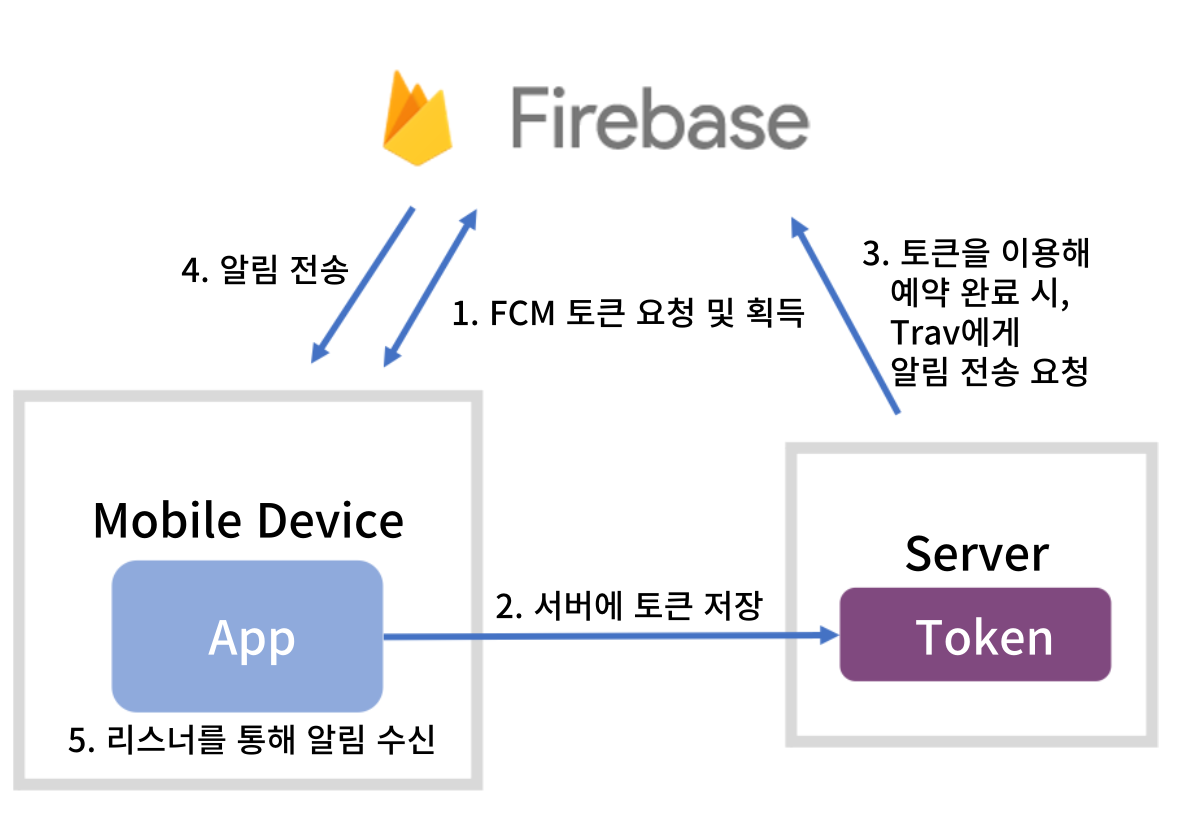 Firebase
4. 알림 전송
1. FCM 토큰 요청 및 획득
3. 토큰을 이용해
예약 완료 시,
Trav에게
알림 전송 요청
Mobile Device
App
5. 리스너를 통해 알림 수신
2. 서버에 토큰 저장
Server
Token